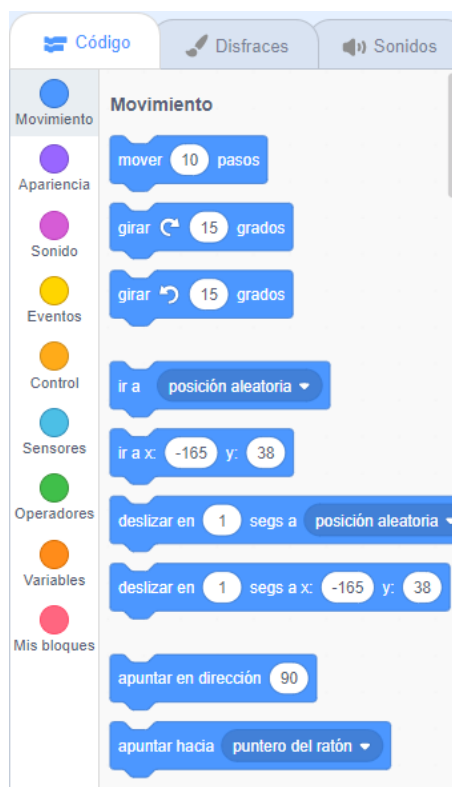 Código Disfraces Sonidos
Movimiento
Apariencia
Sonido
Eventos
Control
Sensores
Operadores
Variables
Mis bloques
Movimiento
mover 10 pasos
girar 15 grados
girar 15 grados
ir a posición aleatoria
ir a x: -165 y: 38
deslizar en 1 segs a posición aleatoria
deslizar en 1 segs a x: -165 y: 38
apuntar en dirección 90
apuntar hacia puntero del ratón